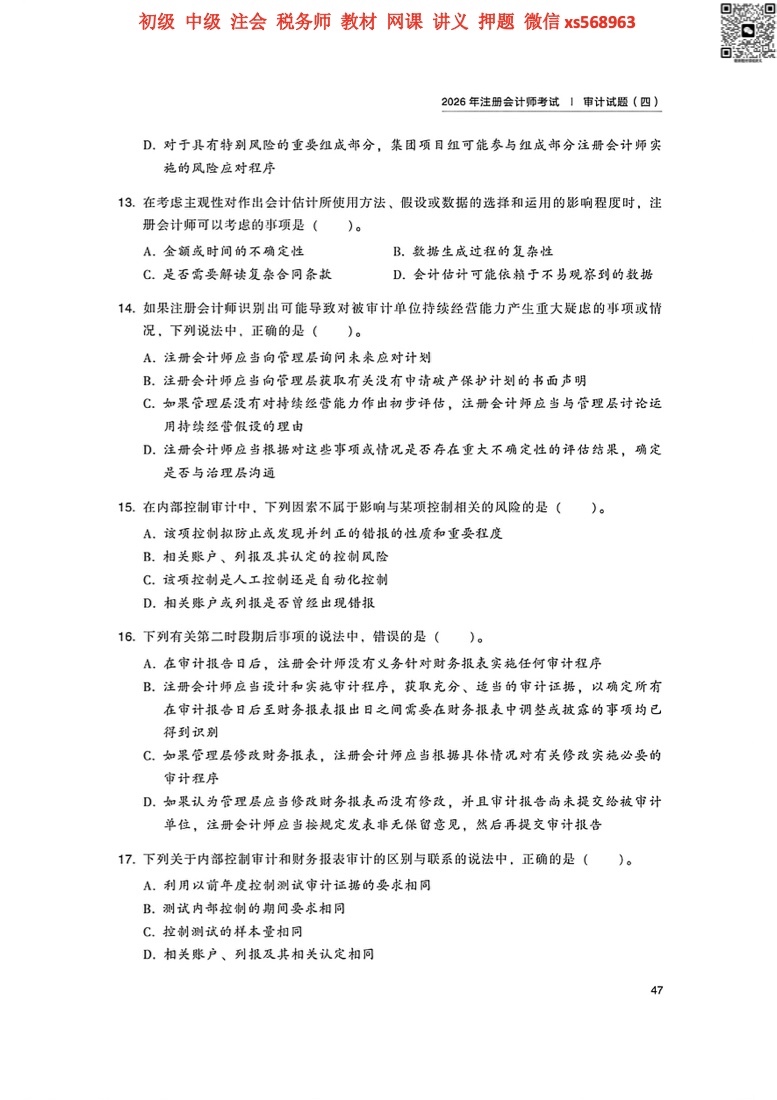 初级 中级 注会 税务师 教材 网课 讲义 押题 微信 xs568963
2026 年注册会计师考试 | 审计试题（四）
D. 对于具有特别风险的重要组成部分，集团项目组可能参与组成部分注册会计师实
施的风险应对程序
13. 在考虑主观性对作出会计估计所使用方法、假设或数据的选择和运用的影响程度时，注
册会计师可以考虑的事项是（　　）。
A. 金额或时间的不确定性 B. 数据生成过程的复杂性
C. 是否需要解读复杂合同条款 D. 会计估计可能依赖于不易观察到的数据
14. 如果注册会计师识别出可能导致对被审计单位持续经营能力产生重大疑虑的事项或情
况，下列说法中，正确的是（　　）。
A. 注册会计师应当向管理层询问未来应对计划
B. 注册会计师应当向管理层获取有关没有申请破产保护计划的书面声明
C. 如果管理层没有对持续经营能力作出初步评估，注册会计师应当与管理层讨论运
用持续经营假设的理由
D. 注册会计师应当根据对这些事项或情况是否存在重大不确定性的评估结果，确定
是否与治理层沟通
15. 在内部控制审计中，下列因素不属于影响与某项控制相关的风险的是（　　）。
A. 该项控制拟防止或发现并纠正的错报的性质和重要程度
B. 相关账户、列报及其认定的控制风险
C. 该项控制是人工控制还是自动化控制
D. 相关账户或列报是否曾经出现错报
16. 下列有关第二时段期后事项的说法中，错误的是（　　）。
A. 在审计报告日后，注册会计师没有义务针对财务报表实施任何审计程序
B. 注册会计师应当设计和实施审计程序，获取充分、适当的审计证据，以确定所有
在审计报告日后至财务报表报出日之间需要在财务报表中调整或披露的事项均已
得到识别
C. 如果管理层修改财务报表，注册会计师应当根据具体情况对有关修改实施必要的
审计程序
D. 如果认为管理层应当修改财务报表而没有修改，并且审计报告尚未提交给被审计
单位，注册会计师应当按规定发表非无保留意见，然后再提交审计报告
17. 下列关于内部控制审计和财务报表审计的区别与联系的说法中，正确的是（　　）。
A. 利用以前年度控制测试审计证据的要求相同
B. 测试内部控制的期间要求相同
C. 控制测试的样本量相同
D. 相关账户、列报及其相关认定相同
47